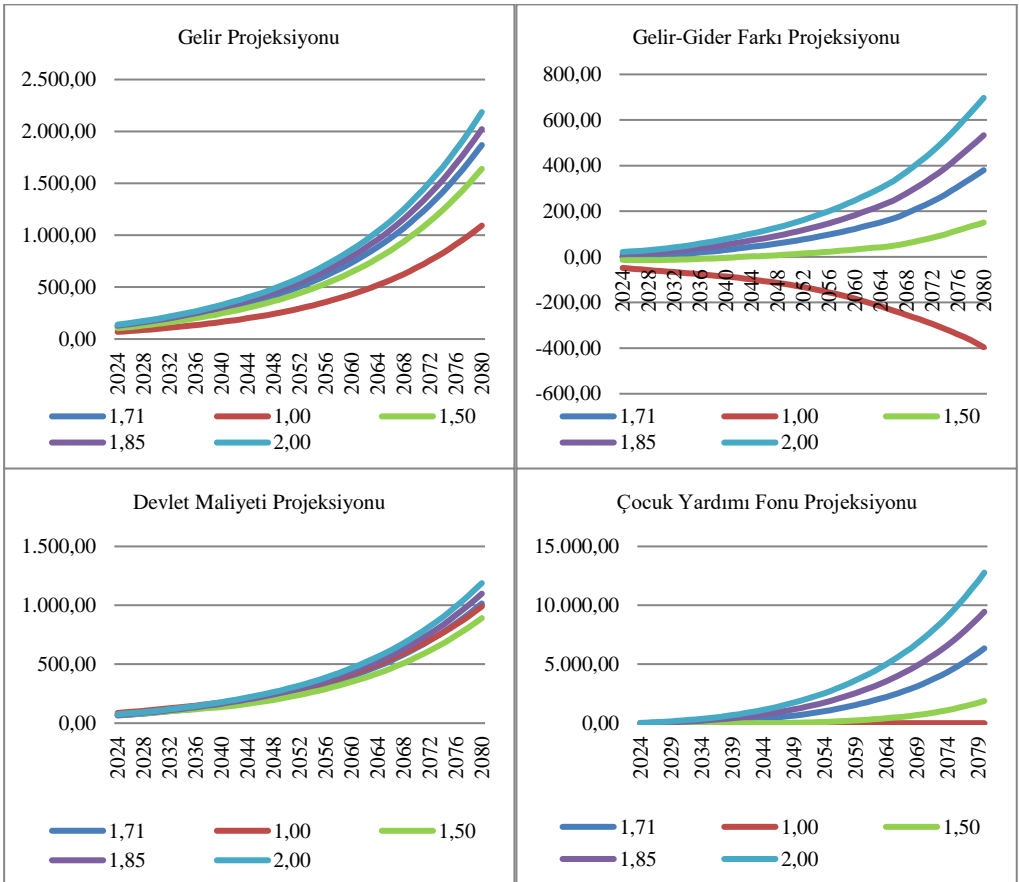 Gelir Projeksiyonu
2.500,00
2.000,00
1.500,00
1.000,00
500,00
0,00
2024 2028 2032 2036 2040 2044 2048 2052 2056 2060 2064 2068 2072 2076 2080
1,71 1,00 1,50
1,85 2,00
Gelir-Gider Farkı Projeksiyonu
800,00
600,00
400,00
200,00
0,00
-200,00
-400,00
-600,00
2024 2028 2032 2036 2040 2044 2048 2052 2056 2060 2064 2068 2072 2076 2080
1,71 1,00 1,50
1,85 2,00
Devlet Maliyeti Projeksiyonu
1.500,00
1.000,00
500,00
0,00
2024 2028 2032 2036 2040 2044 2048 2052 2056 2060 2064 2068 2072 2076 2080
1,71 1,00 1,50
1,85 2,00
Çocuk Yardımı Fonu Projeksiyonu
15.000,00
10.000,00
5.000,00
0,00
2024 2029 2034 2039 2044 2049 2054 2059 2064 2069 2074 2079
1,71 1,00 1,50
1,85 2,00